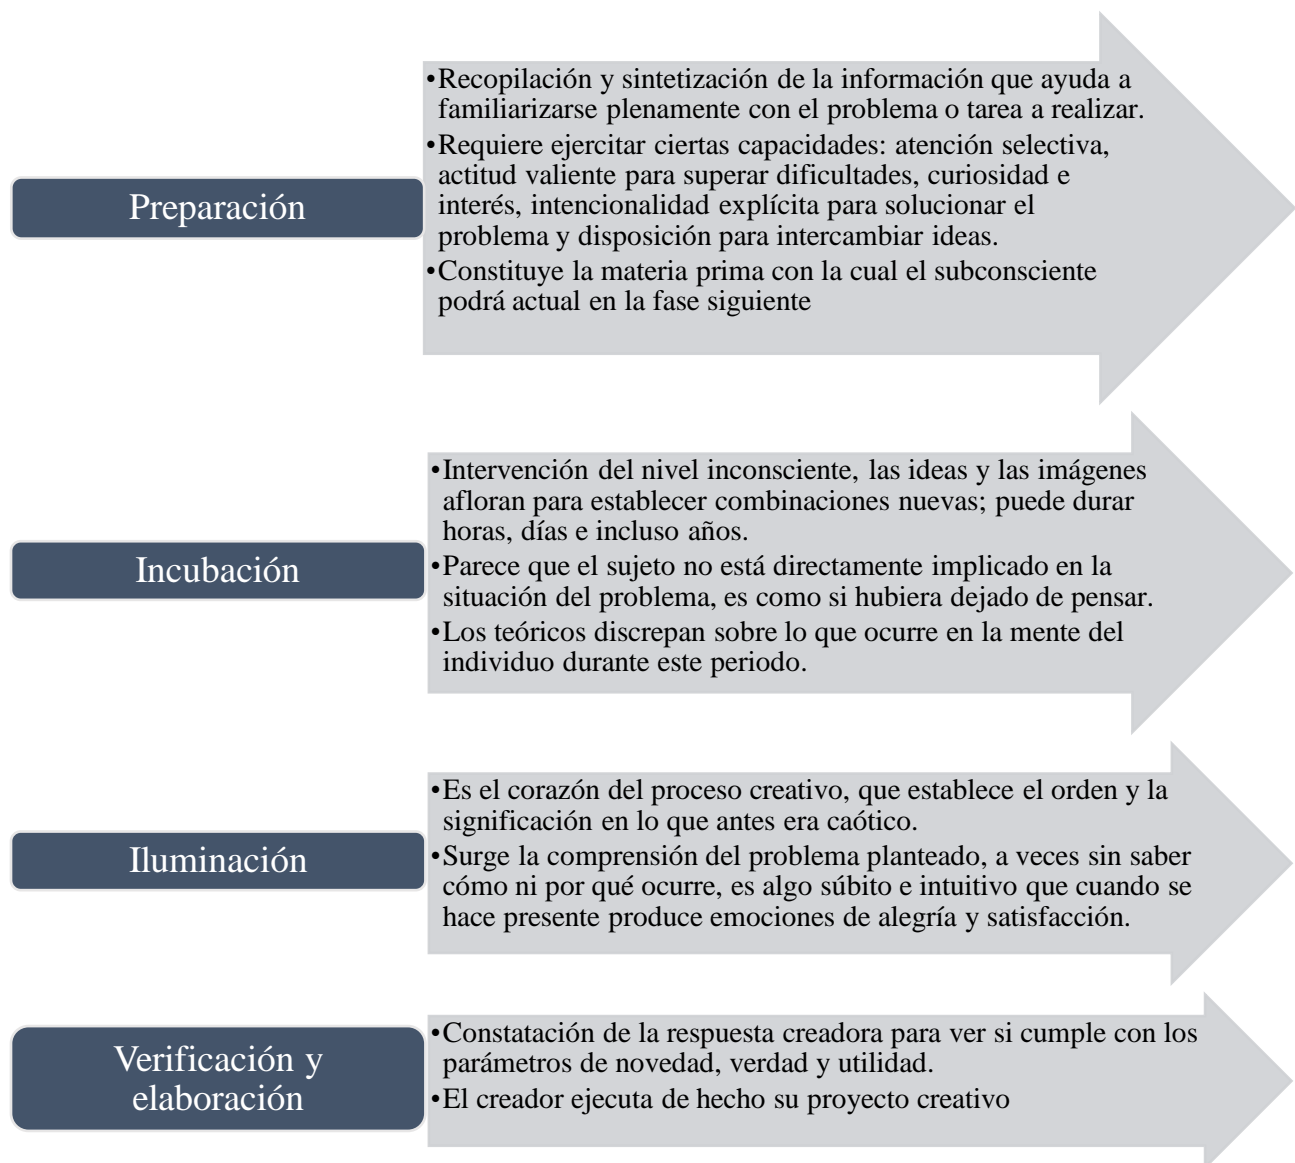 Preparación
•Recopilación y sintetización de la información que ayuda a
familiarizarse plenamente con el problema o tarea a realizar.
•Requiere ejercitar ciertas capacidades: atención selectiva,
actitud valiente para superar dificultades, curiosidad e
interés, intencionalidad explícita para solucionar el
problema y disposición para intercambiar ideas.
•Constituye la materia prima con la cual el subconsciente
podrá actual en la fase siguiente
Incubación
•Intervención del nivel inconsciente, las ideas y las imágenes
afloran para establecer combinaciones nuevas; puede durar
horas, días e incluso años.
•Parece que el sujeto no está directamente implicado en la
situación del problema, es como si hubiera dejado de pensar.
•Los teóricos discrepan sobre lo que ocurre en la mente del
individuo durante este periodo.
Iluminación
•Es el corazón del proceso creativo, que establece el orden y la
significación en lo que antes era caótico.
•Surge la comprensión del problema planteado, a veces sin saber
cómo ni por qué ocurre, es algo súbito e intuitivo que cuando se
hace presente produce emociones de alegría y satisfacción.
Verificación y
elaboración
•Constatación de la respuesta creadora para ver si cumple con los
parámetros de novedad, verdad y utilidad.
•El creador ejecuta de hecho su proyecto creativo